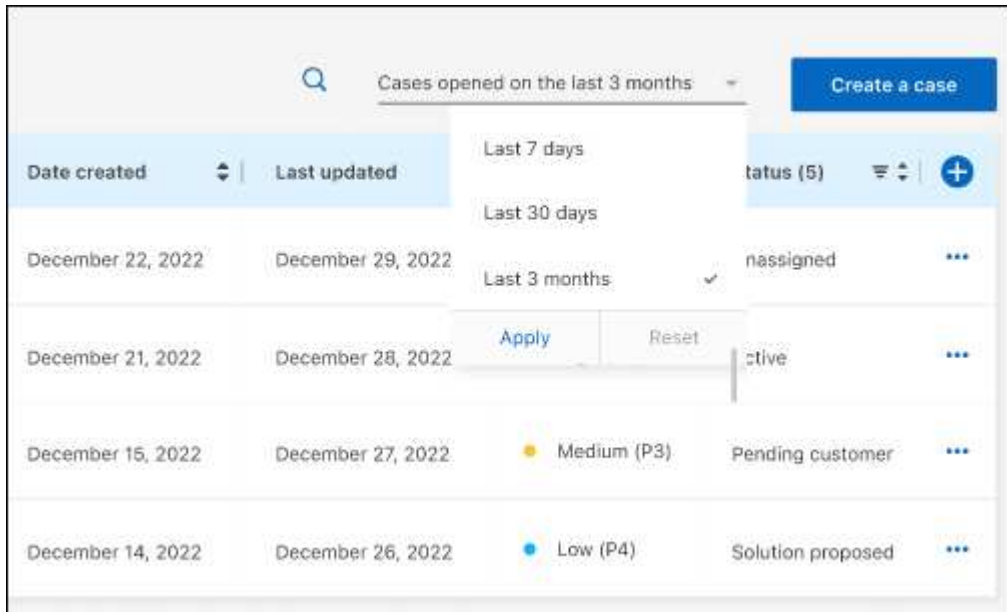 Cases opened on the last 3 months
Create a case
Last 7 days
Last 30 days
Last 3 months
Apply Reset
Date created Last updated tatus (5)
December 22, 2022 December 29, 2022 nassigned
December 21, 2022 December 28, 2022 ctive
December 15, 2022 December 27, 2022 Medium (P3) Pending customer
December 14, 2022 December 26, 2022 Low (P4) Solution proposed